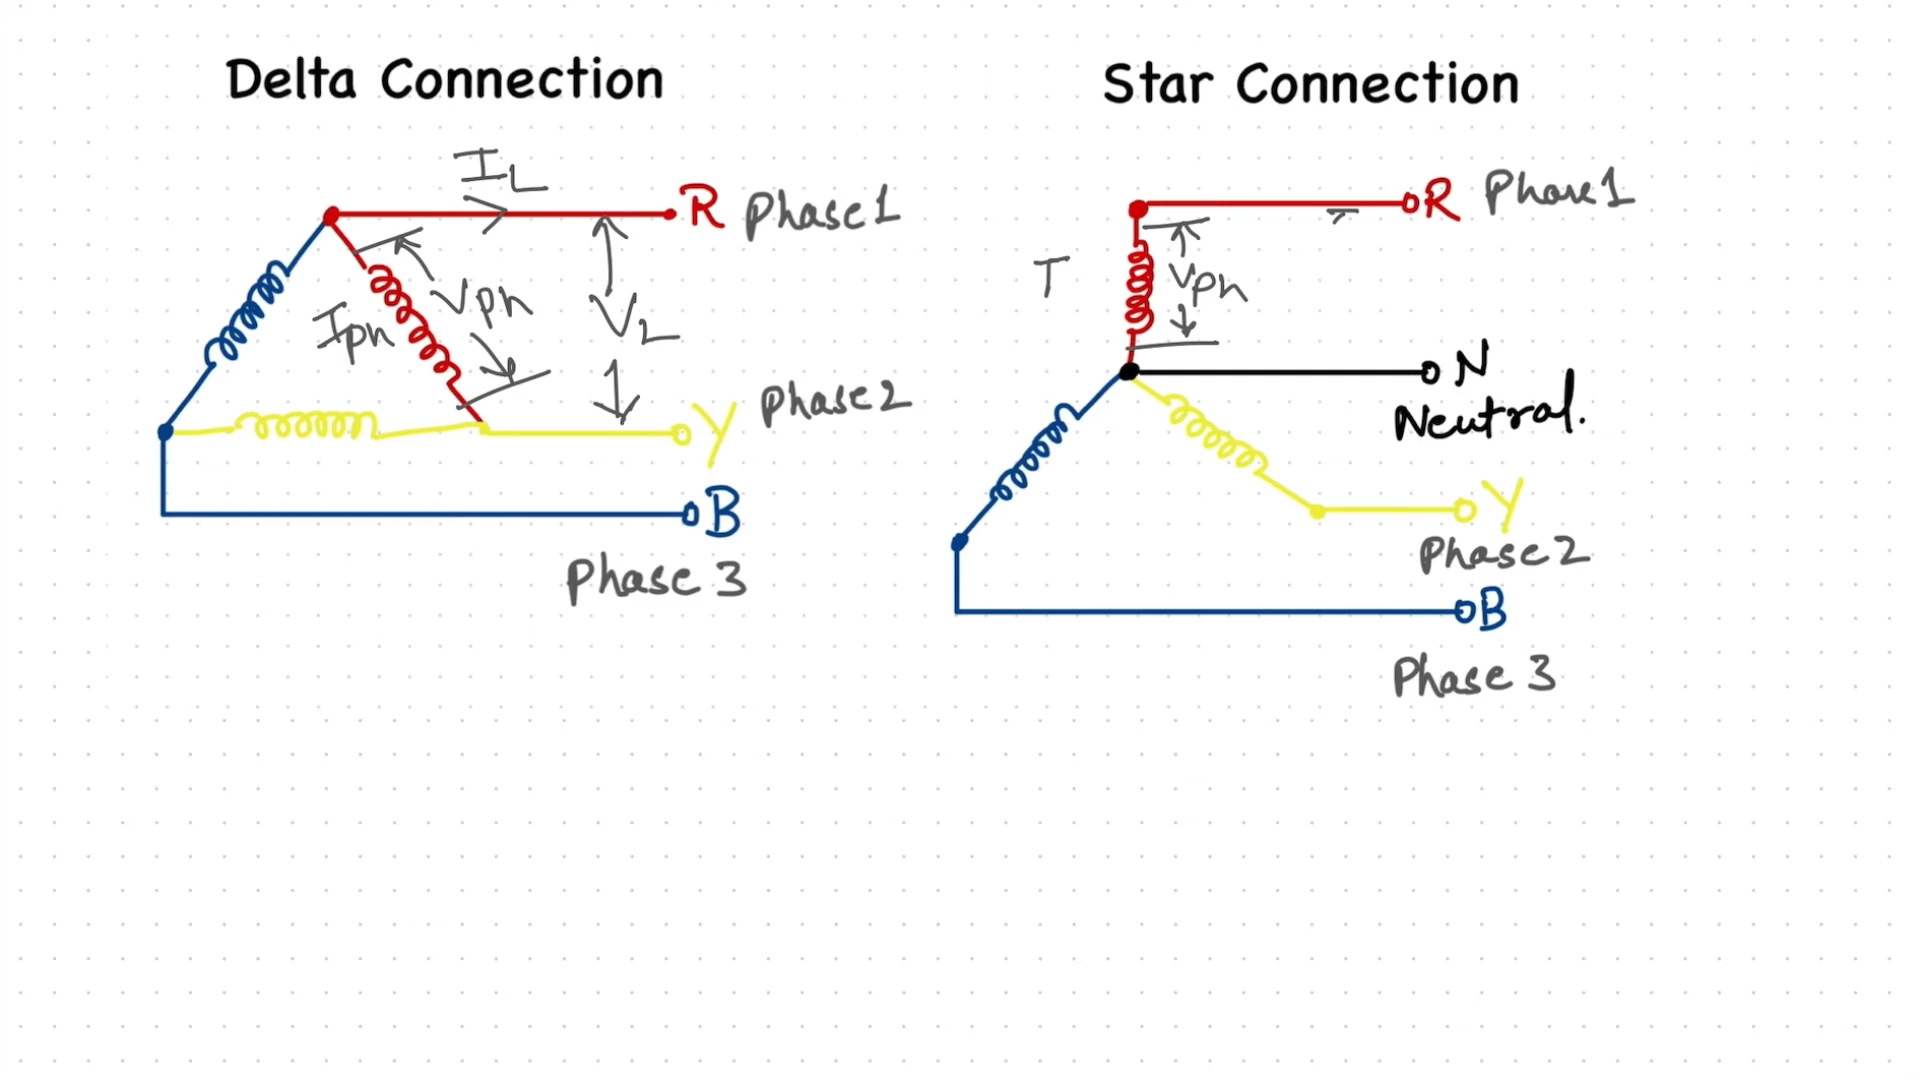 Delta Connection
IL
R Phase1
Iph
Vph
VL
Y Phase2
B
Phase 3
Star Connection
R Phase1
T
Vph
N
Neutral.
Y
Phase2
B
Phase 3